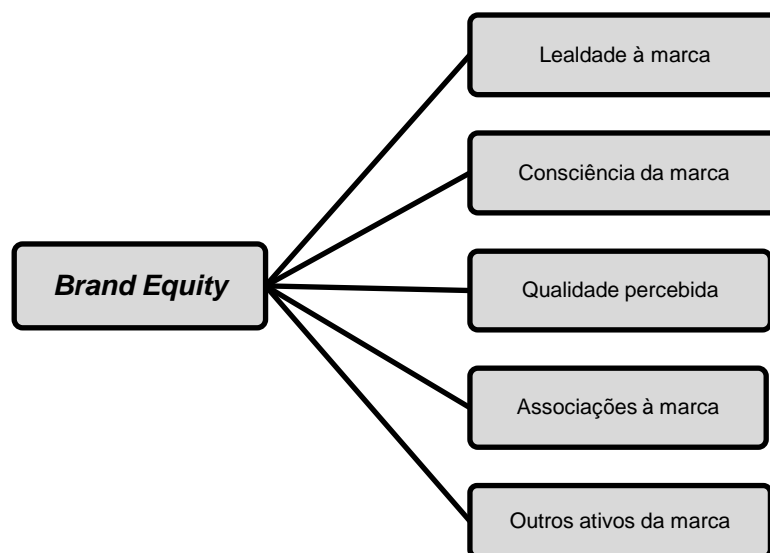 Lealdade à marca
Consciência da marca
Brand Equity
Qualidade percebida
Associações à marca
Outros ativos da marca